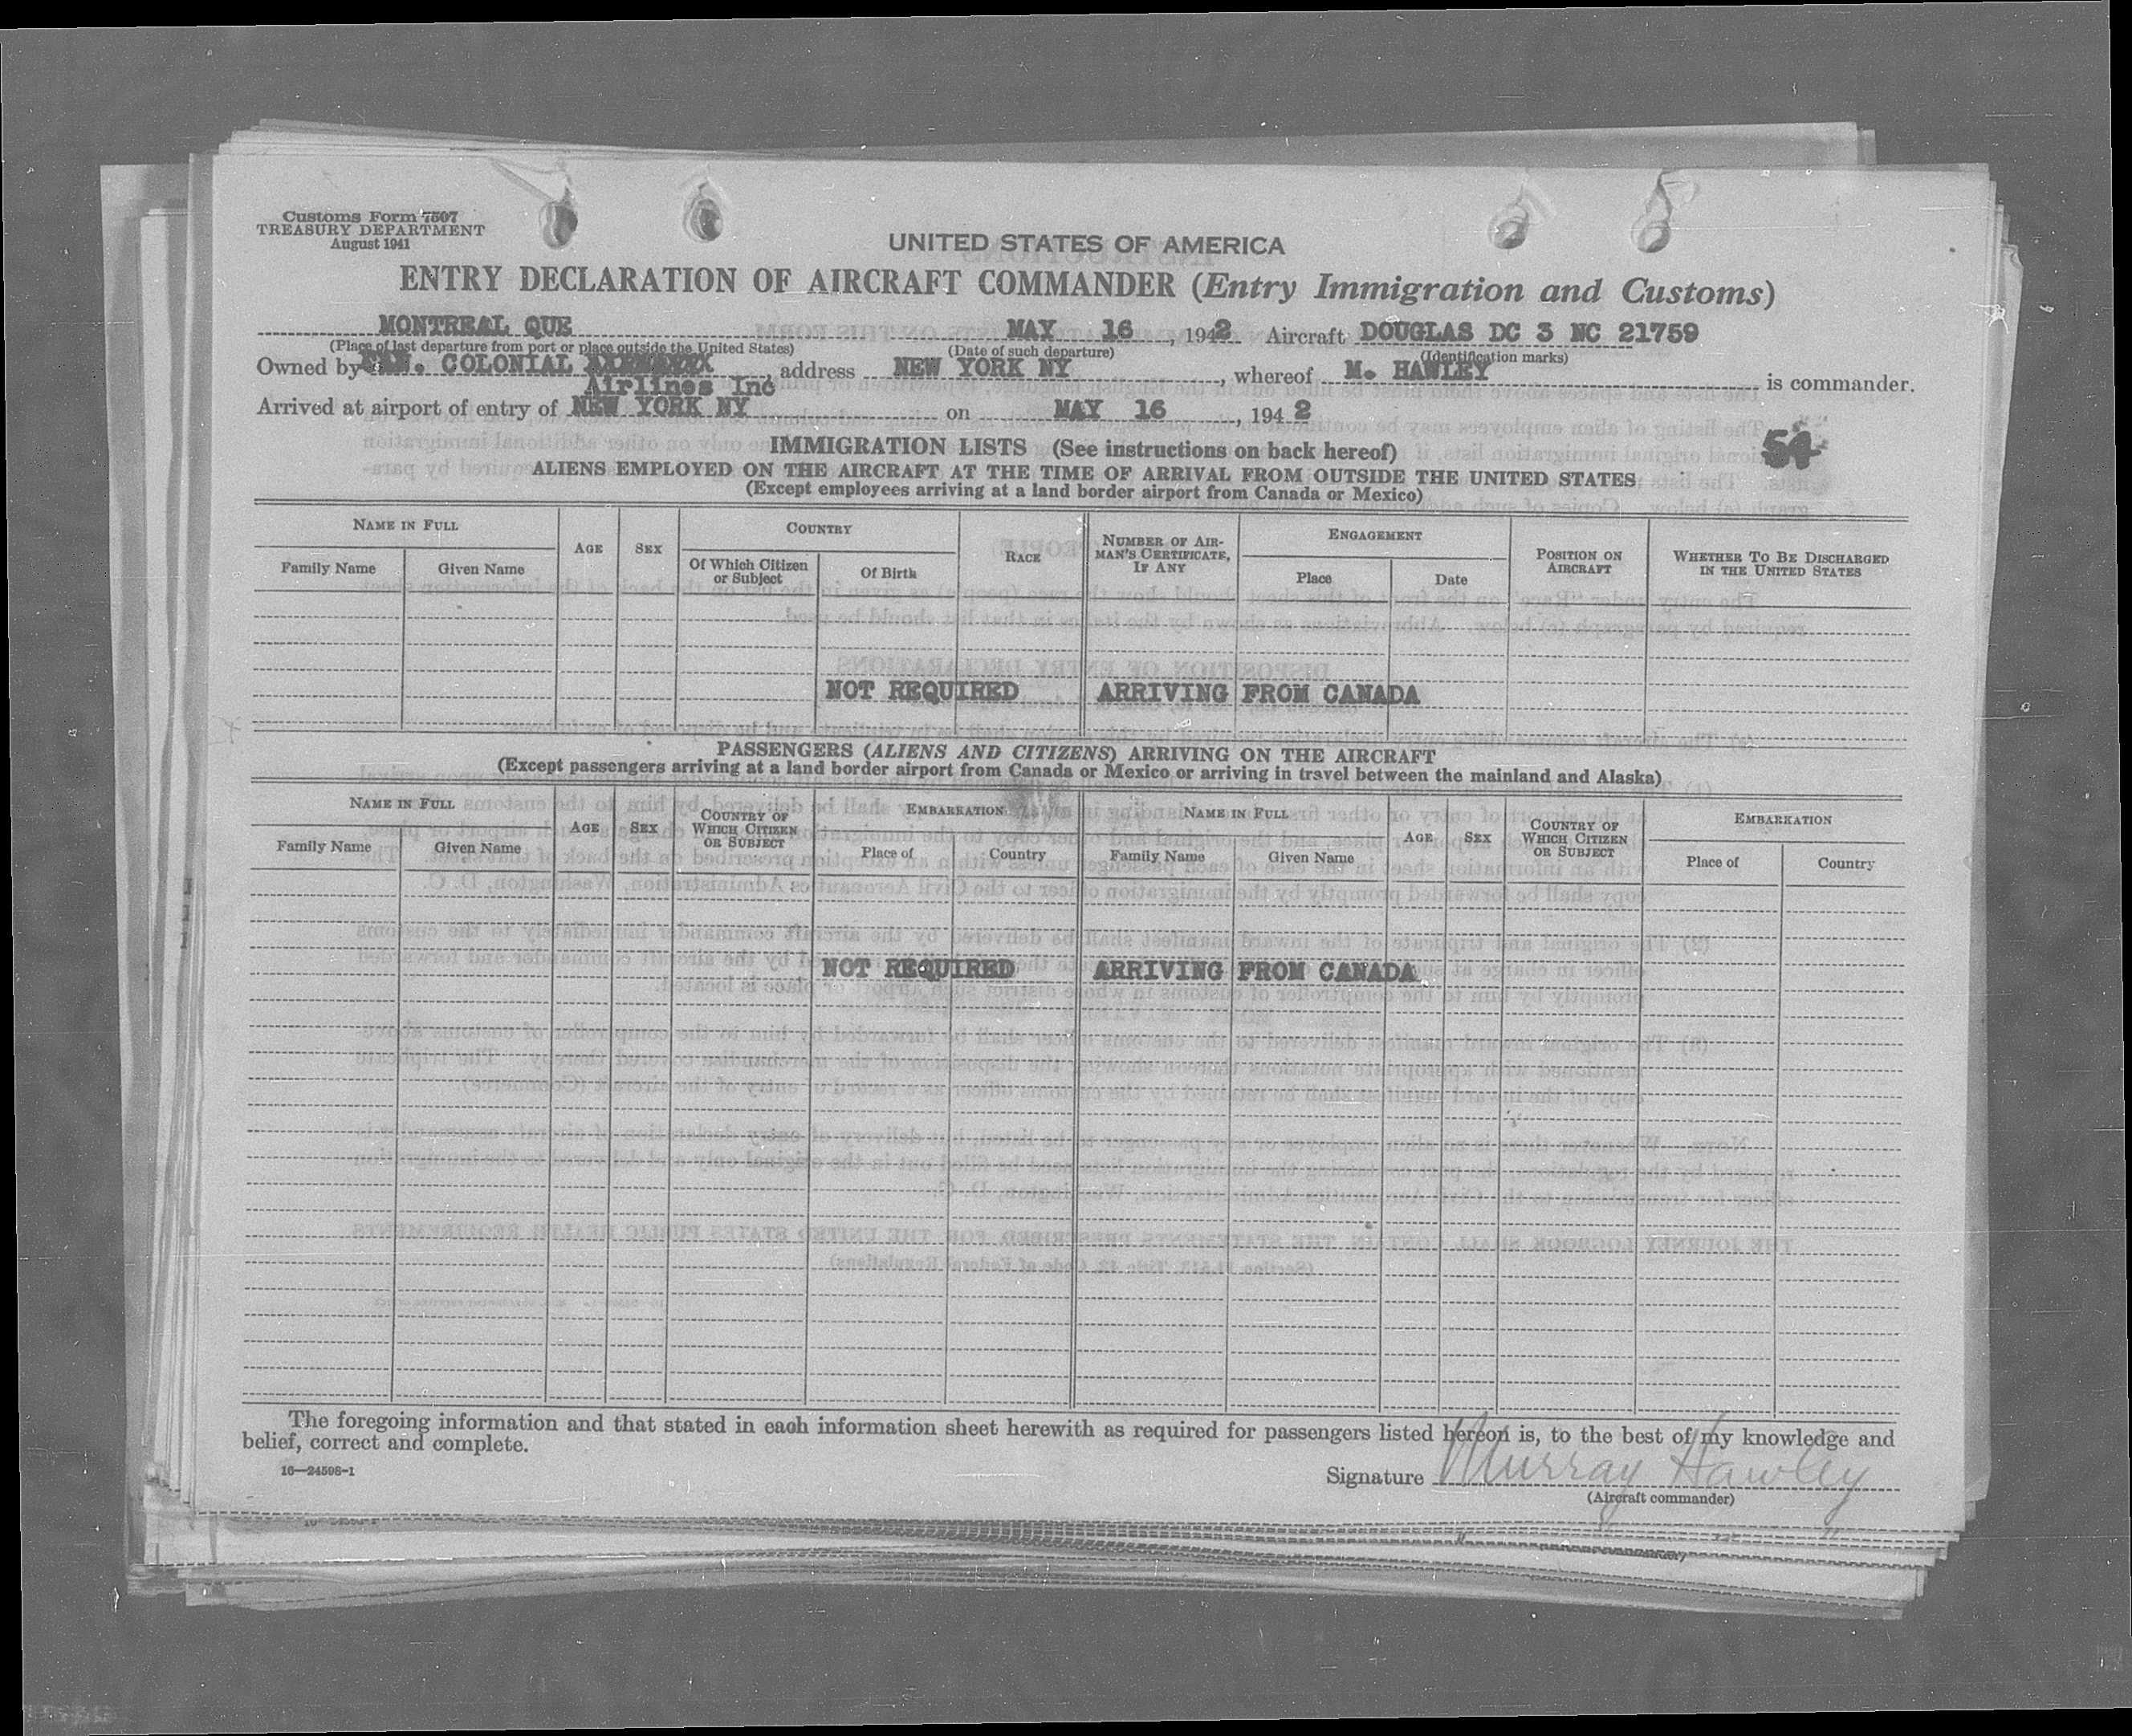 Customs Form 7507
TREASURY DEPARTMENT
August 1941
UNITED STATES OF AMERICA
ENTRY DECLARATION OF AIRCRAFT COMMANDER (Entry Immigration and Customs)
MONTREAL QUE MAY 16, 1942 Aircraft DOUGLAS DC 3 NC 21759
(Place of last departure from port or place outside the United States) (Date of such departure) (Identification marks)
Owned by CAN. COLONIAL , address NEW YORK NY, whereof M. HAWLEY is commander.
Airlines Inc
Arrived at airport of entry of NEW YORK NY on MAY 16, 1942
54
IMMIGRATION LISTS (See instructions on back hereof)
ALIENS EMPLOYED ON THE AIRCRAFT AT THE TIME OF ARRIVAL FROM OUTSIDE THE UNITED STATES
(Except employees arriving at a land border airport from Canada or Mexico)
NAME IN FULL
Family Name
Given Name
AGE
SEX
COUNTRY
Of Which Citizen
or Subject
Of Birth
RACE
NUMBER OF AIR-
MAN'S CERTIFICATE,
IF ANY
ENGAGEMENT
Place
Date
POSITION ON
AIRCRAFT
WHETHER TO BE DISCHARGED
IN THE UNITED STATES
NOT REQUIRED ARRIVING FROM CANADA
PASSENGERS (ALIENS AND CITIZENS) ARRIVING ON THE AIRCRAFT
(Except passengers arriving at a land border airport from Canada or Mexico or arriving in travel between the mainland and Alaska)
NAME IN FULL
Family Name
Given Name
AGE
SEX
COUNTRY OF
WHICH CITIZEN
OR SUBJECT
EMBARKATION
Place of
Country
NAME IN FULL
Family Name
Given Name
AGE
SEX
COUNTRY OF
WHICH CITIZEN
OR SUBJECT
EMBARKATION
Place of
Country
NOT REQUIRED ARRIVING FROM CANADA
The foregoing information and that stated in each information sheet herewith as required for passengers listed hereon is, to the best of my knowledge and
belief, correct and complete.
16—24598-1
Signature Murray Hawley
(Aircraft commander)